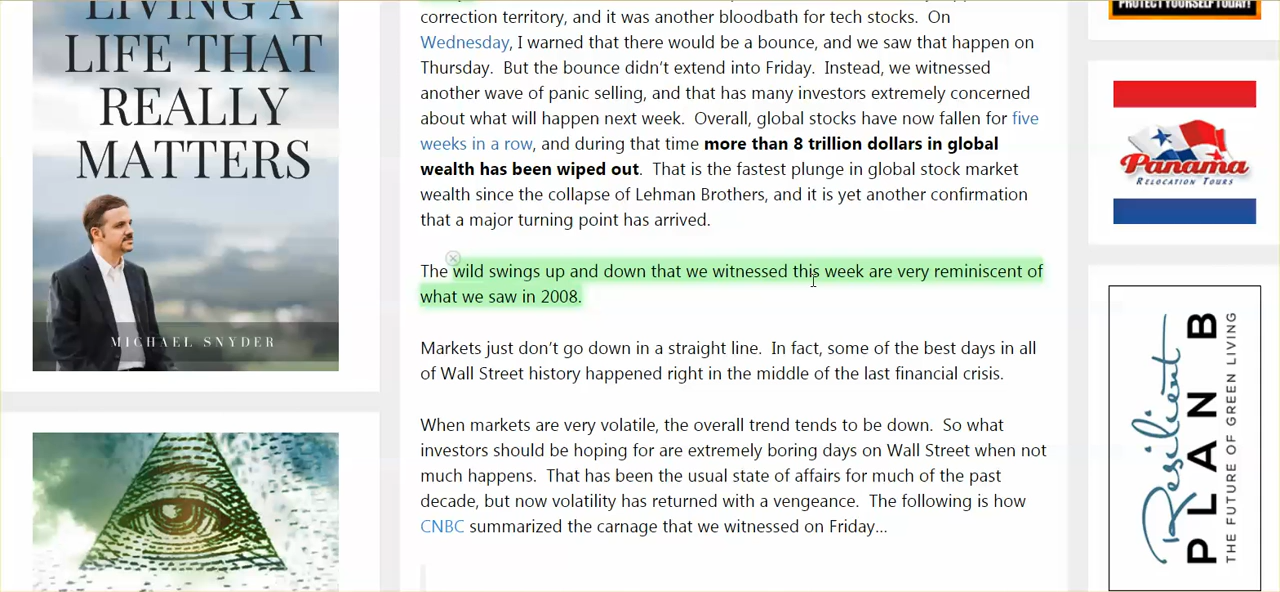 LIVING A
LIFE THAT
REALLY
MATTERS
MICHAEL SNYDER
correction territory, and it was another bloodbath for tech stocks.  On
Wednesday, I warned that there would be a bounce, and we saw that happen on
Thursday.  But the bounce didn’t extend into Friday.  Instead, we witnessed
another wave of panic selling, and that has many investors extremely concerned
about what will happen next week.  Overall, global stocks have now fallen for five
weeks in a row, and during that time more than 8 trillion dollars in global
wealth has been wiped out.  That is the fastest plunge in global stock market
wealth since the collapse of Lehman Brothers, and it is yet another confirmation
that a major turning point has arrived.
The wild swings up and down that we witnessed this week are very reminiscent of
what we saw in 2008.
Markets just don’t go down in a straight line.  In fact, some of the best days in all
of Wall Street history happened right in the middle of the last financial crisis.
When markets are very volatile, the overall trend tends to be down.  So what
investors should be hoping for are extremely boring days on Wall Street when not
much happens.  That has been the usual state of affairs for much of the past
decade, but now volatility has returned with a vengeance.  The following is how
CNBC summarized the carnage that we witnessed on Friday…
PROTECT YOURSELF TODAY!
Panama
RELOCATION TOURS
Resilient
PLAN B
THE FUTURE OF GREEN LIVING